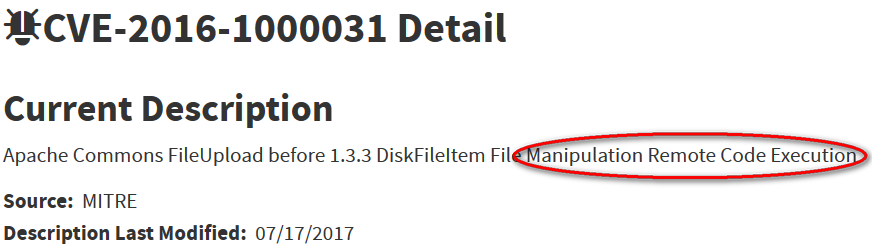 CVE-2016-1000031 Detail
Current Description
Apache Commons FileUpload before 1.3.3 DiskFileItem File Manipulation Remote Code Execution
Source: MITRE
Description Last Modified: 07/17/2017